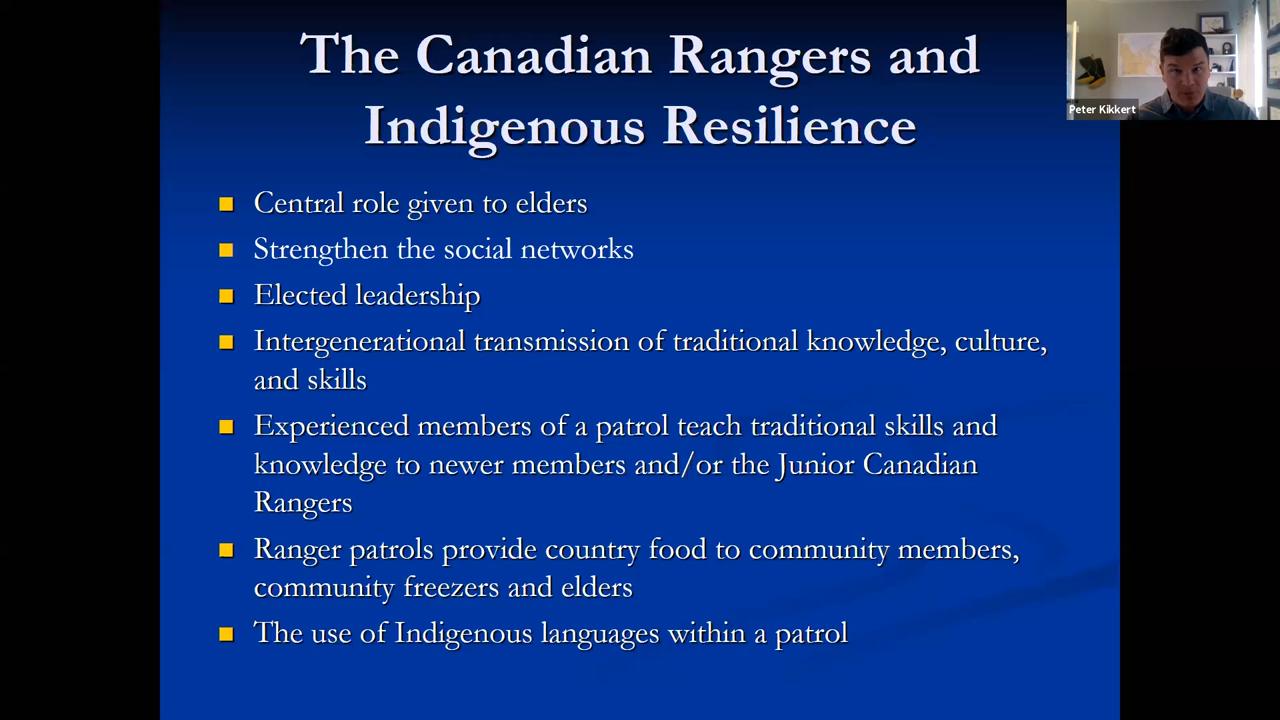 The Canadian Rangers and
Indigenous Resilience
Peter Kikkert
Central role given to elders
Strengthen the social networks
Elected leadership
Intergenerational transmission of traditional knowledge, culture,
and skills
Experienced members of a patrol teach traditional skills and
knowledge to newer members and/or the Junior Canadian
Rangers
Ranger patrols provide country food to community members,
community freezers and elders
The use of Indigenous languages within a patrol